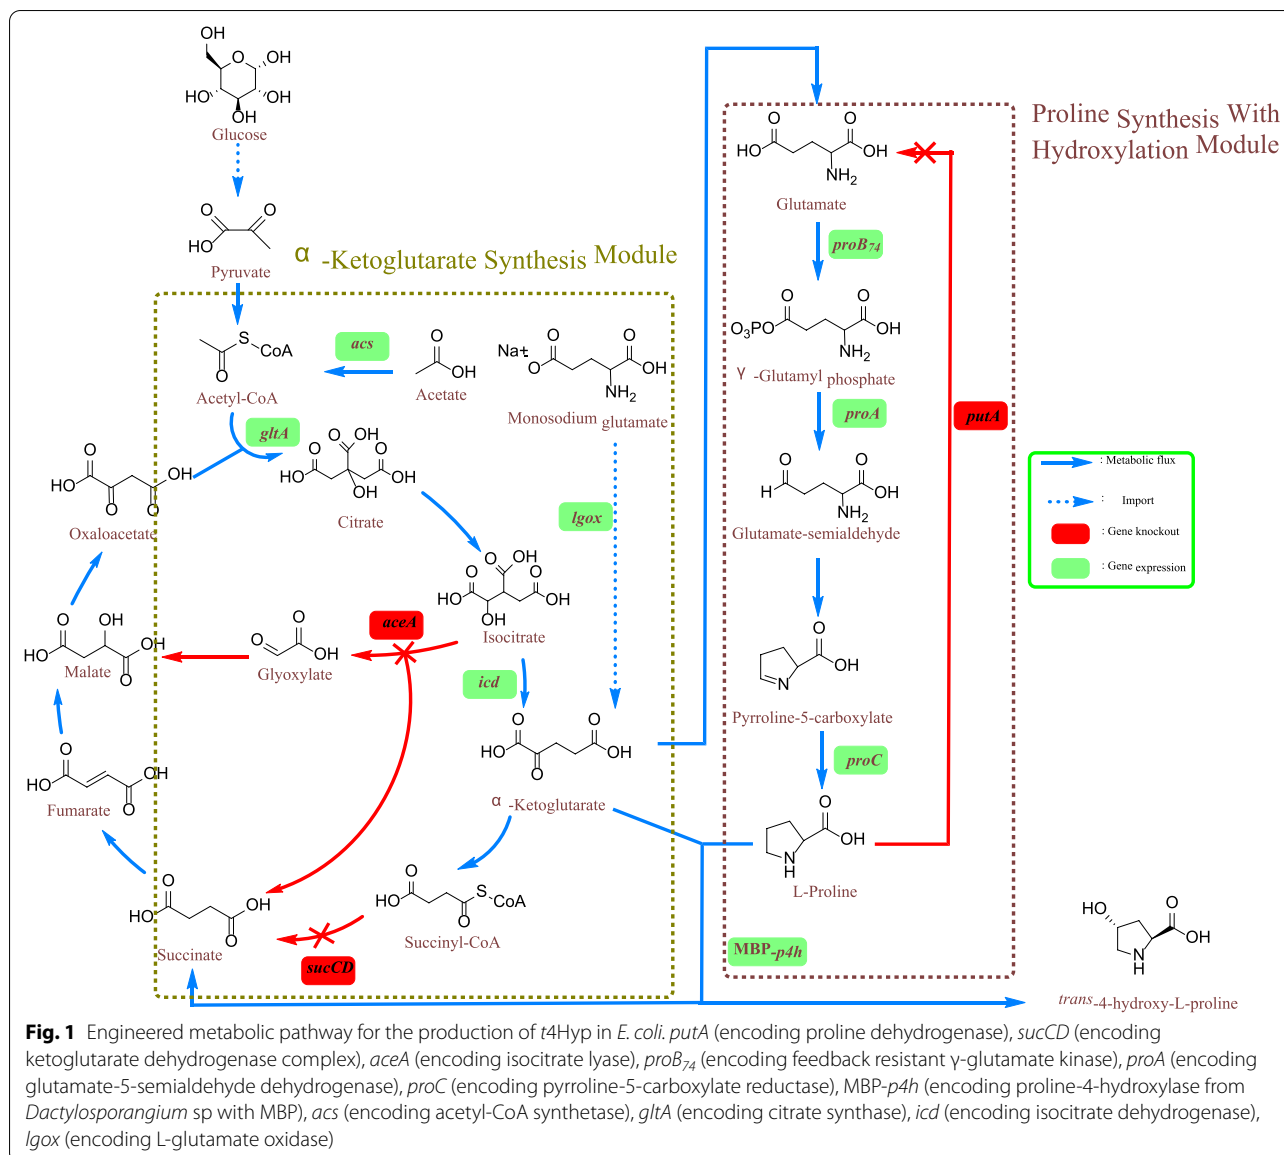 OH
O
OH
HO
OH
OH
Glucose
O
O
HO
Pyruvate
α -Ketoglutarate Synthesis Module
Proline Synthesis With
Hydroxylation Module
O
O
HO
OH
NH2
Glutamate
proB74
O
O
O3PO
OH
NH2
γ -Glutamyl phosphate
proA
putA
O
O
H
OH
NH2
Glutamate-semialdehyde
O
OH
N
Pyrroline-5-carboxylate
proC
O
OH
N
H
L-Proline
MBP-p4h
S
CoA
O
Acetyl-CoA
acs
O
OH
Acetate
Na+
-O
O
O
OH
NH2
Monosodium glutamate
gltA
O
HO
O
O
OH
O
Oxaloacetate
O
OH
O
O
HO
OH
OH
Citrate
lgox
O
OH
O
O
HO
OH
OH
Isocitrate
aceA
O
O
OH
Glyoxylate
O
OH
HO
OH
O
Malate
icd
O
O
HO
OH
O
α -Ketoglutarate
O
OH
HO
O
Fumarate
O
HO
OH
O
Succinate
O
HO
S
CoA
O
Succinyl-CoA
sucCD
: Metabolic flux
: Import
: Gene knockout
: Gene expression
HO
O
OH
N
H
trans-4-hydroxy-L-proline
Fig. 1 Engineered metabolic pathway for the production of t4Hyp in E. coli. putA (encoding proline dehydrogenase), sucCD (encoding
ketoglutarate dehydrogenase complex), aceA (encoding isocitrate lyase), proB74 (encoding feedback resistant γ-glutamate kinase), proA (encoding
glutamate-5-semialdehyde dehydrogenase), proC (encoding pyrroline-5-carboxylate reductase), MBP-p4h (encoding proline-4-hydroxylase from
Dactylosporangium sp with MBP), acs (encoding acetyl-CoA synthetase), gltA (encoding citrate synthase), icd (encoding isocitrate dehydrogenase),
lgox (encoding L-glutamate oxidase)